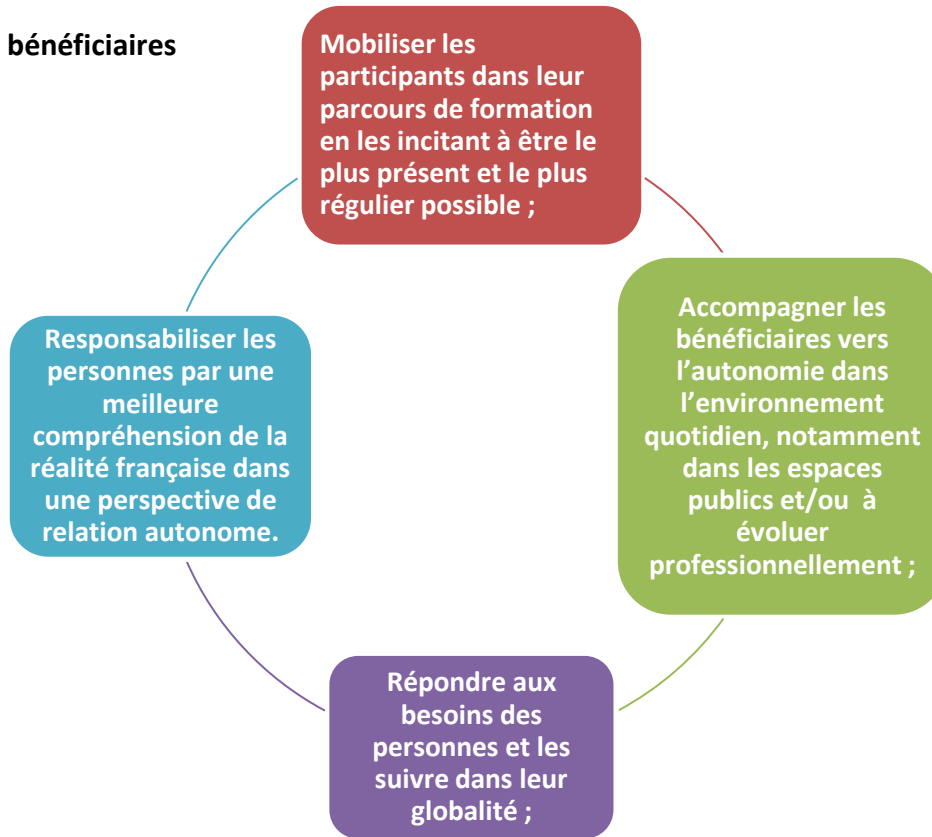 bénéficiaires
Mobiliser les
participants dans leur
parcours de formation
en les incitant à être le
plus présent et le plus
régulier possible ;
Accompagner les
bénéficiaires vers
l’autonomie dans
l’environnement
quotidien, notamment
dans les espaces
publics et/ou à
évoluer
professionnellement ;
Répondre aux
besoins des
personnes et les
suivre dans leur
globalité ;
Responsabiliser les
personnes par une
meilleure
compréhension de la
réalité française dans
une perspective de
relation autonome.